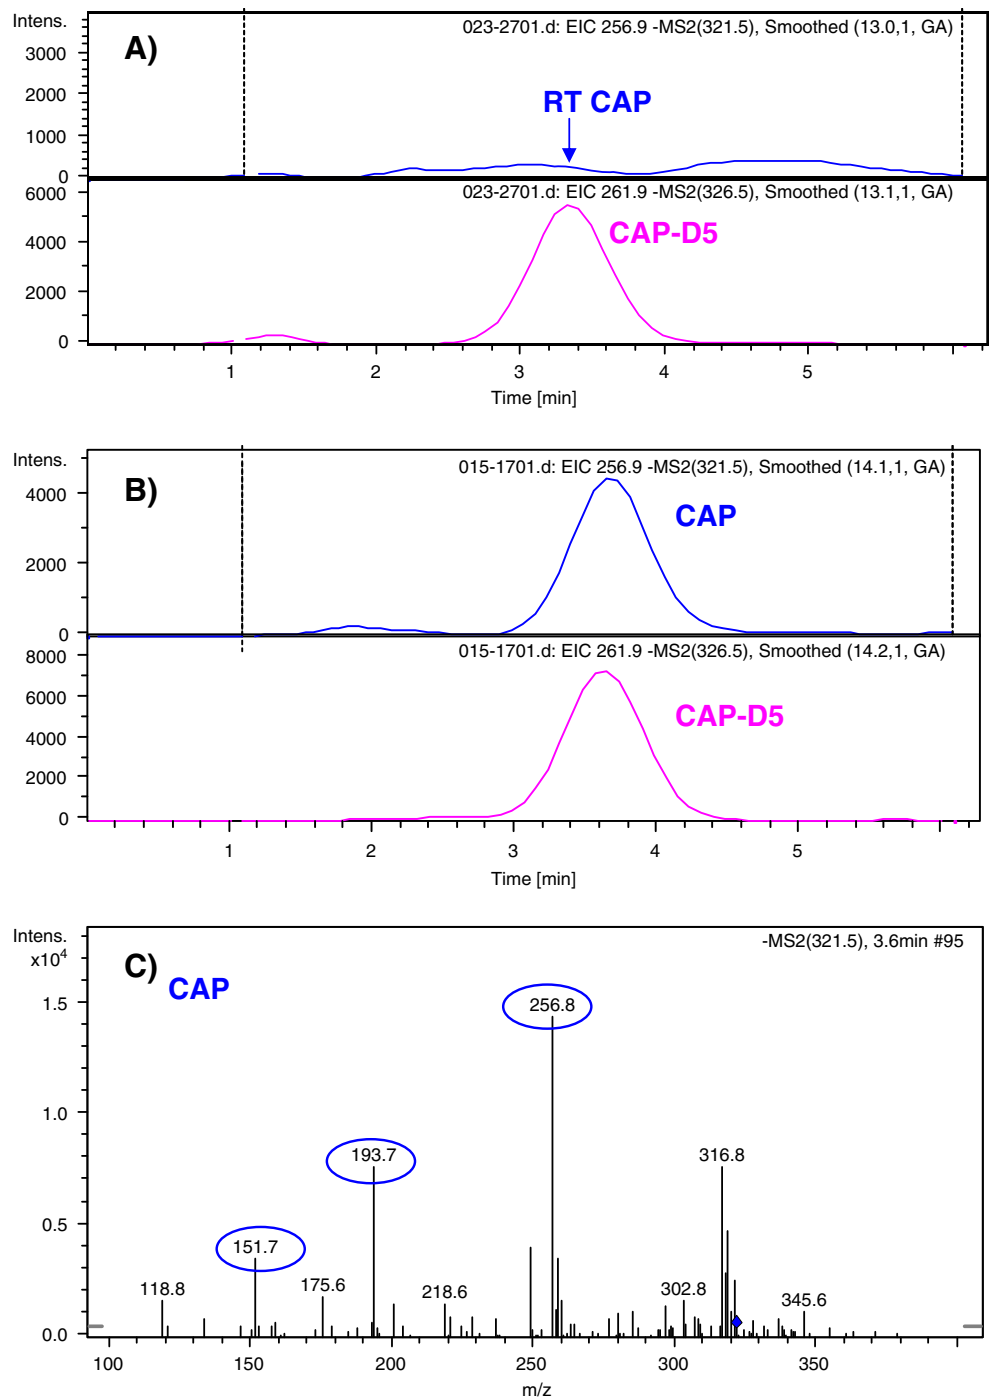 Intens.
A)
023-2701.d: EIC 256.9 -MS2(321.5), Smoothed (13.0,1, GA)
3000
2000
1000
0
RT CAP
023-2701.d: EIC 261.9 -MS2(326.5), Smoothed (13.1,1, GA)
6000
4000
2000
0
CAP-D5
1 2 3 4 5
Time [min]
Intens.
B)
015-1701.d: EIC 256.9 -MS2(321.5), Smoothed (14.1,1, GA)
4000
2000
0
CAP
015-1701.d: EIC 261.9 -MS2(326.5), Smoothed (14.2,1, GA)
8000
6000
4000
2000
0
CAP-D5
1 2 3 4 5
Time [min]
Intens.
x10⁴
C)
CAP
-MS2(321.5), 3.6min #95
1.5
1.0
0.5
0.0
256.8
193.7
316.8
151.7
118.8
175.6
218.6
302.8
345.6
100 150 200 250 300 350
m/z